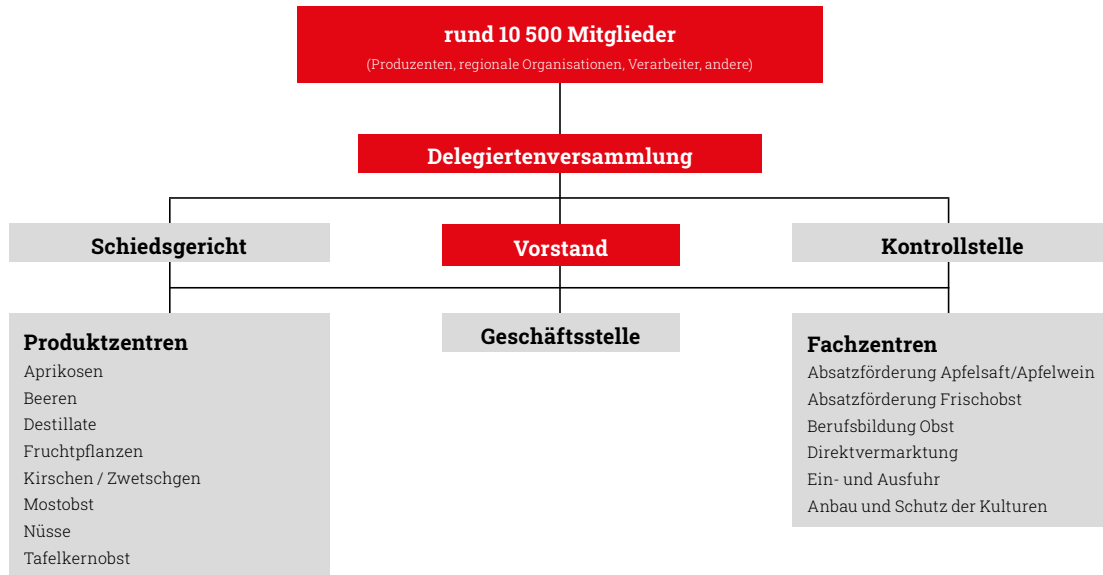 rund 10 500 Mitglieder
(Produzenten, regionale Organisationen, Verarbeiter, andere)
Delegiertenversammlung
Schiedsgericht
Vorstand
Kontrollstelle
Produktzentren
Aprikosen
Beeren
Destillate
Fruchtpflanzen
Kirschen / Zwetschgen
Mostobst
Nüsse
Tafelkernobst
Geschäftsstelle
Fachzentren
Absatzförderung Apfelsaft/Apfelwein
Absatzförderung Frischobst
Berufsbildung Obst
Direktvermarktung
Ein- und Ausfuhr
Anbau und Schutz der Kulturen